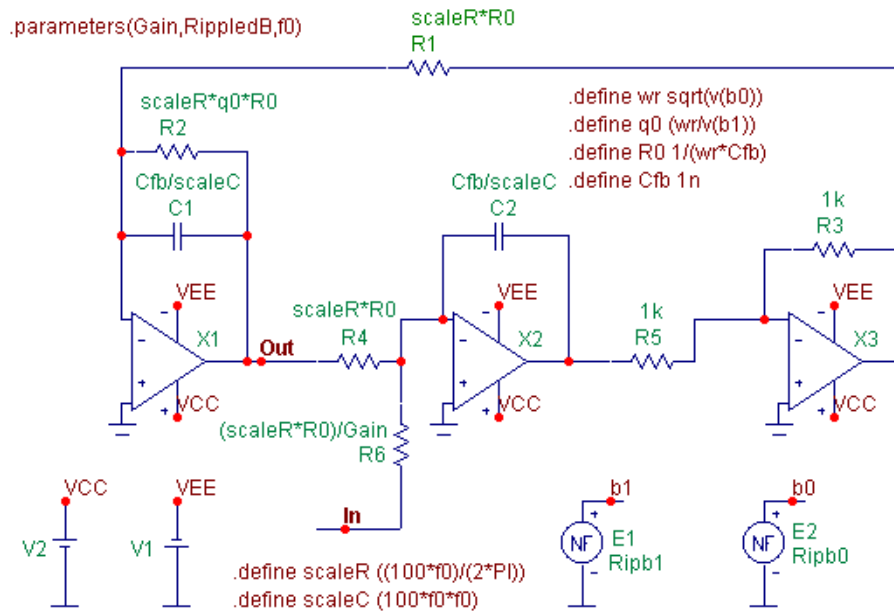 scaleR*R0
.parameters(Gain,RippledB,f0)
R1
scaleR*q0*R0
R2
.define wr sqrt(v(b0))
.define q0 (wr/v(b1))
.define R0 1/(wr*Cfb)
.define Cfb 1n
Cfb/scaleC
C1
Cfb/scaleC
C2
1k
R3
VEE
X1
VCC
Out
scaleR*R0
R4
VEE
X2
VCC
1k
R5
VEE
X3
VCC
(scaleR*R0)/Gain
R6
In
VCC
V2
VEE
V1
b1
NF
E1
Ripb1
b0
NF
E2
Ripb0
.define scaleR ((100*f0)/(2*PI))
.define scaleC (100*f0*f0)